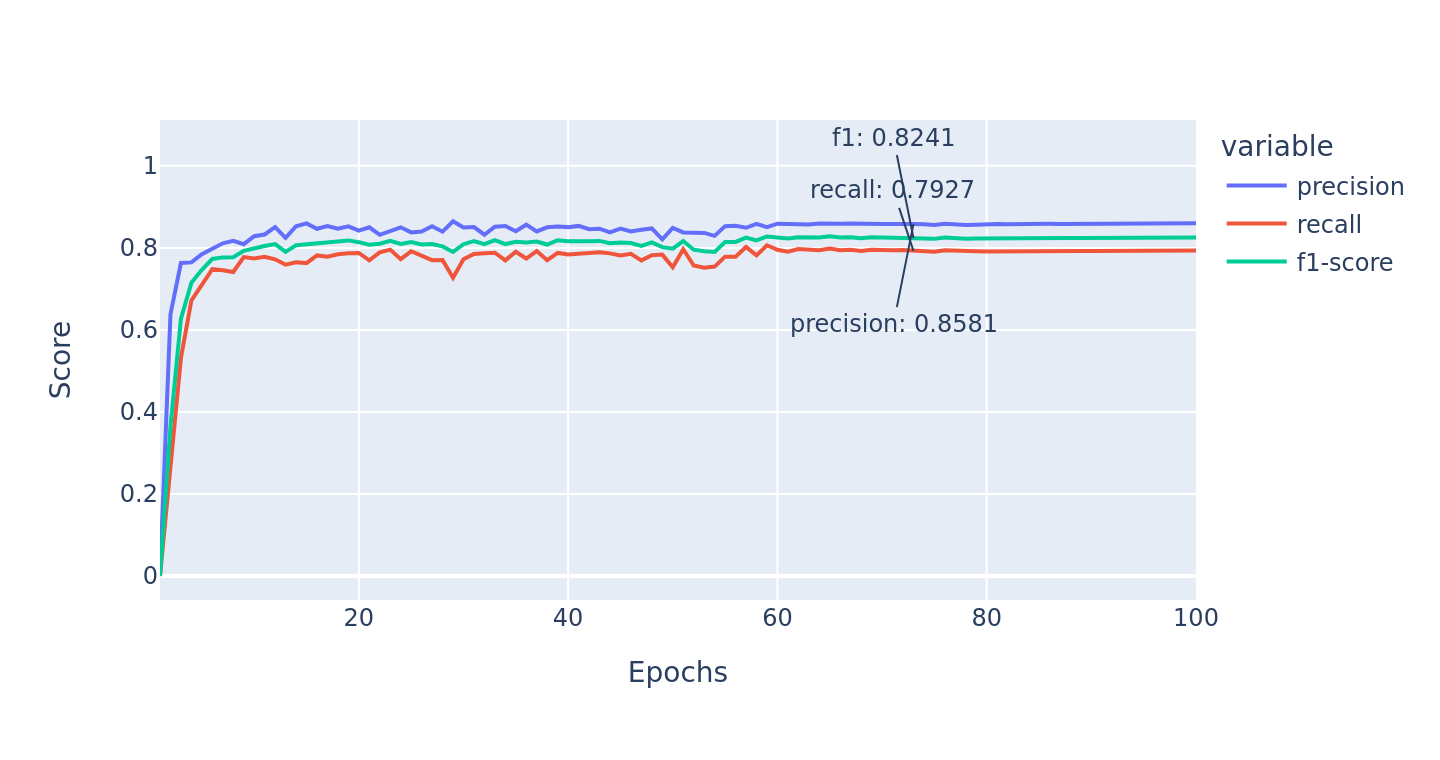 f1: 0.8241
recall: 0.7927
precision: 0.8581
1
0.8
0.6
0.4
0.2
0
20
40
60
80
100
Score
Epochs
variable
precision
recall
f1-score